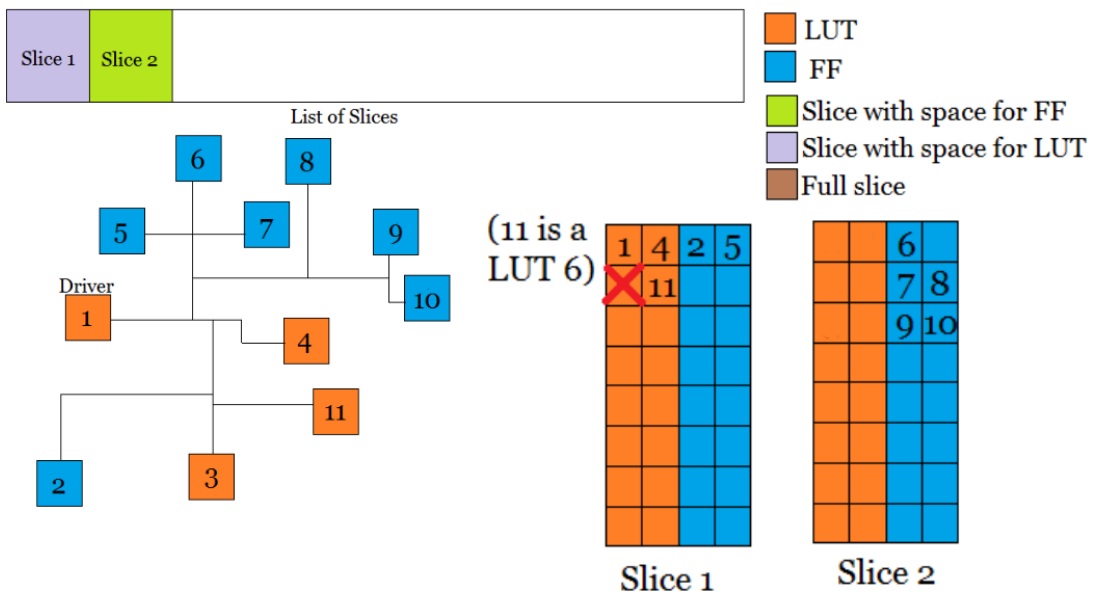 Slice 1
Slice 2
List of Slices
LUT
FF
Slice with space for FF
Slice with space for LUT
Full slice
6
8
5
7
9
10
Driver
1
4
11
2
3
(11 is a
LUT 6)
1 4 2 5
11
Slice 1
6
7 8
9 10
Slice 2